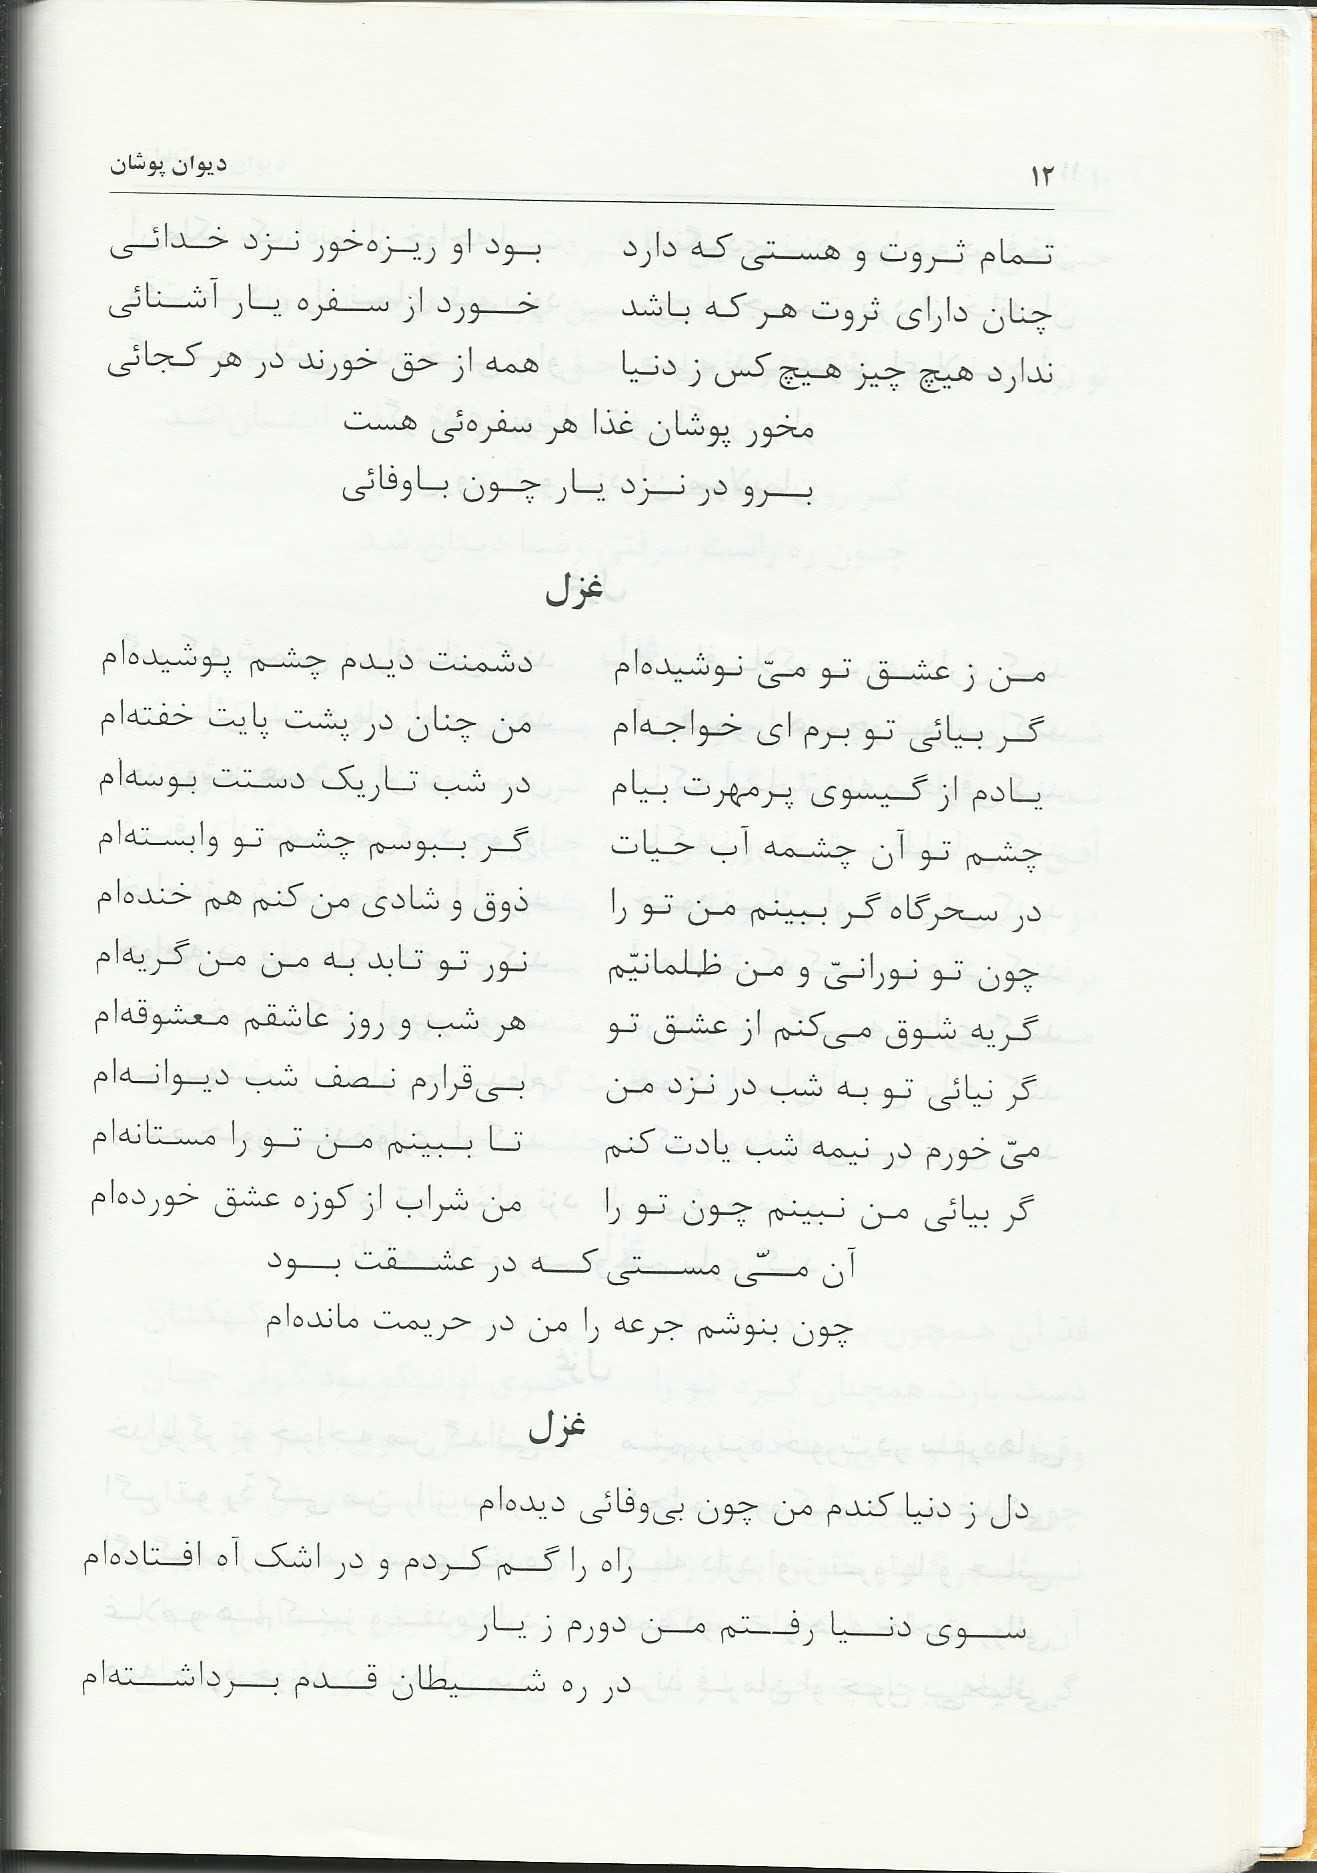 ۱۲ دیوان پوشان
تمام ثروت و هستی که دارد بود او ریزه‌خور نزد خدائی
چنان دارای ثروت هر که باشد خورد از سفره یار آشنائی
ندارد هیچ چیز هیچ کس ز دنیا همه از حق خورند در هر کجائی
مخور پوشان غذا هر سفره‌ئی هست
برو در نزد یار چون باوفائی
غزل
من ز عشق تو میّ نوشیده‌ام دشمنت دیدم چشم پوشیده‌ام
گر بیائی تو برم ای خواجه‌ام من چنان در پشت پایت خفته‌ام
یادم از گیسوی پرمهرت بیام در شب تاریک دستت بوسه‌ام
چشم تو آن چشمه آب حیات گر ببوسم چشم تو وابسته‌ام
در سحرگاه گر ببینم من تو را ذوق و شادی من کنم هم خنده‌ام
چون تو نورانیّ و من ظلمانیّم نور تو تابد به من من گریه‌ام
گریه شوق می‌کنم از عشق تو هر شب و روز عاشقم معشوقه‌ام
گر نیائی تو به شب در نزد من بی‌قرارم نصف شب دیوانه‌ام
میّ خورم در نیمه شب یادت کنم تا ببینم من تو را مستانه‌ام
گر بیائی من نبینم چون تو را من شراب از کوزه عشق خورده‌ام
آن میّ مستی که در عشقت بود
چون بنوشم جرعه را من در حریمت مانده‌ام
غزل
دل ز دنیا کندم من چون بی‌وفائی دیده‌ام
راه را گم کردم و در اشک آه افتاده‌ام
سوی دنیا رفتم من دورم ز یار
در ره شیطان قدم برداشته‌ام